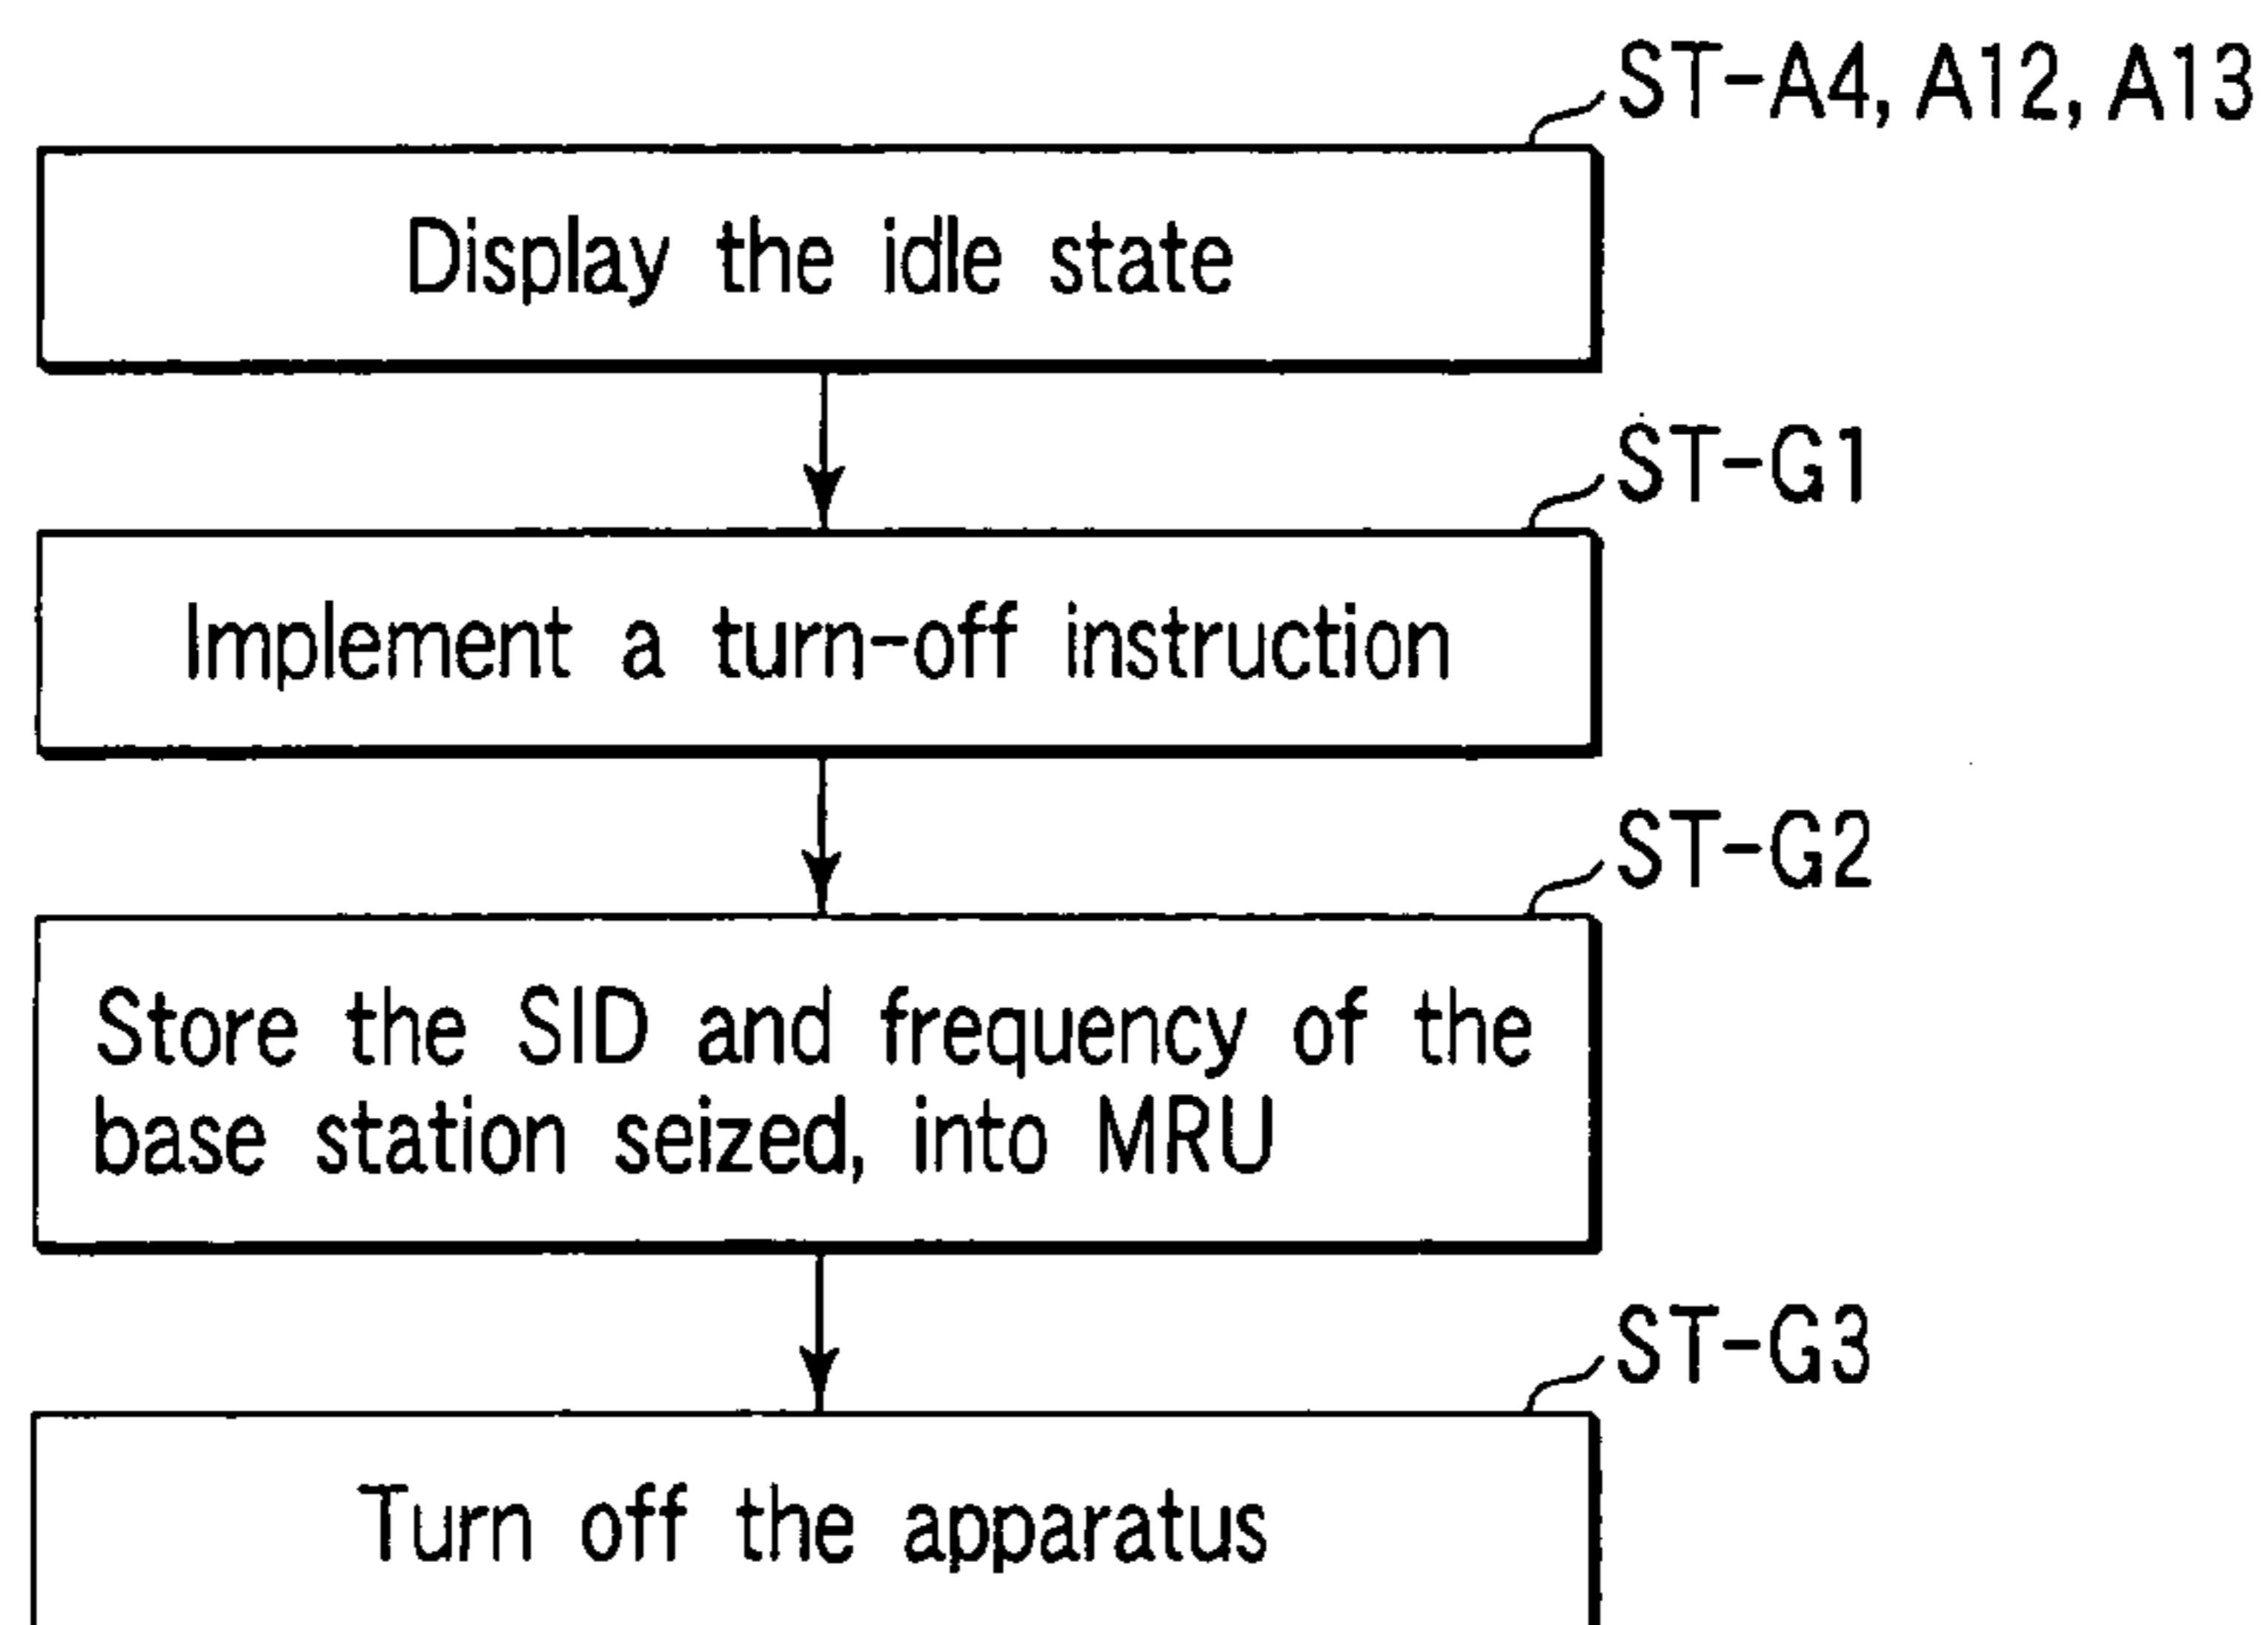 ST-A4, A12, A13
Display the idle state
ST-G1
Implement a turn-off instruction
ST-G2
Store the SID and frequency of the
base station seized, into MRU
ST-G3
Turn off the apparatus